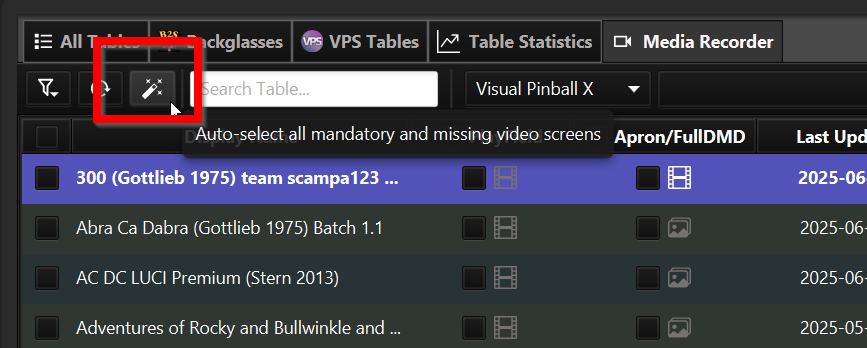 All Tables B2S Backglasses VPS VPS Tables Table Statistics Media Recorder
Search Table... Visual Pinball X
Auto-select all mandatory and missing video screens Apron/FullDMD Last Upd
300 (Gottlieb 1975) team scampa123 ... 2025-06-
Abra Ca Dabra (Gottlieb 1975) Batch 1.1 2025-06-
AC DC LUCI Premium (Stern 2013) 2025-06-
Adventures of Rocky and Bullwinkle and ... 2025-05-